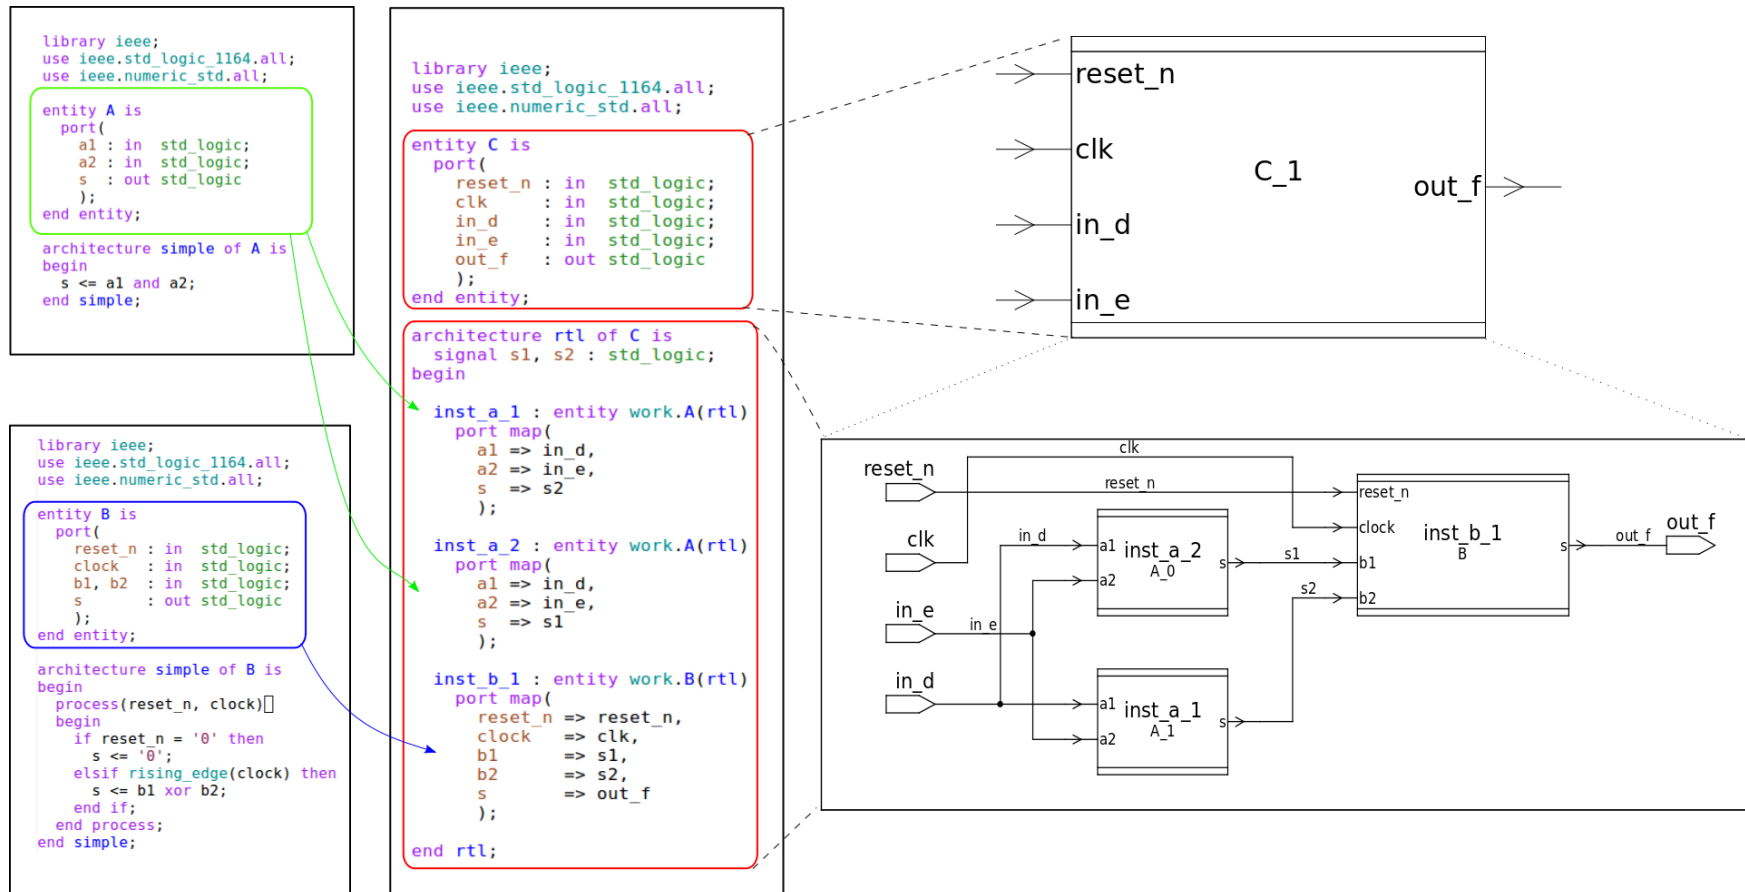 library ieee;
use ieee.std_logic_1164.all;
use ieee.numeric_std.all;
entity A is
port(
a1 : in std_logic;
a2 : in std_logic;
s : out std_logic
);
end entity;
architecture simple of A is
begin
s <= a1 and a2;
end simple;
library ieee;
use ieee.std_logic_1164.all;
use ieee.numeric_std.all;
entity B is
port(
reset_n : in std_logic;
clock : in std_logic;
b1, b2 : in std_logic;
s : out std_logic
);
end entity;
architecture simple of B is
begin
process(reset_n, clock)
begin
if reset_n = '0' then
s <= '0';
elsif rising_edge(clock) then
s <= b1 xor b2;
end if;
end process;
end simple;
library ieee;
use ieee.std_logic_1164.all;
use ieee.numeric_std.all;
entity C is
port(
reset_n : in std_logic;
clk : in std_logic;
in_d : in std_logic;
in_e : in std_logic;
out_f : out std_logic
);
end entity;
architecture rtl of C is
signal s1, s2 : std_logic;
begin
inst_a_1 : entity work.A(rtl)
port map(
a1 => in_d,
a2 => in_e,
s => s2
);
inst_a_2 : entity work.A(rtl)
port map(
a1 => in_d,
a2 => in_e,
s => s1
);
inst_b_1 : entity work.B(rtl)
port map(
reset_n => reset_n,
clock => clk,
b1 => s1,
b2 => s2,
s => out_f
);
end rtl;
reset_n
clk
C_1
out_f
in_d
in_e
clk
reset_n
reset_n
reset_n
clk
clock
inst_b_1
B
s
out_f
out_f
in_d
a1
inst_a_2
A_0
s
s1
b1
a2
s2
b2
in_e
in_e
in_d
a1
inst_a_1
A_1
s
a2